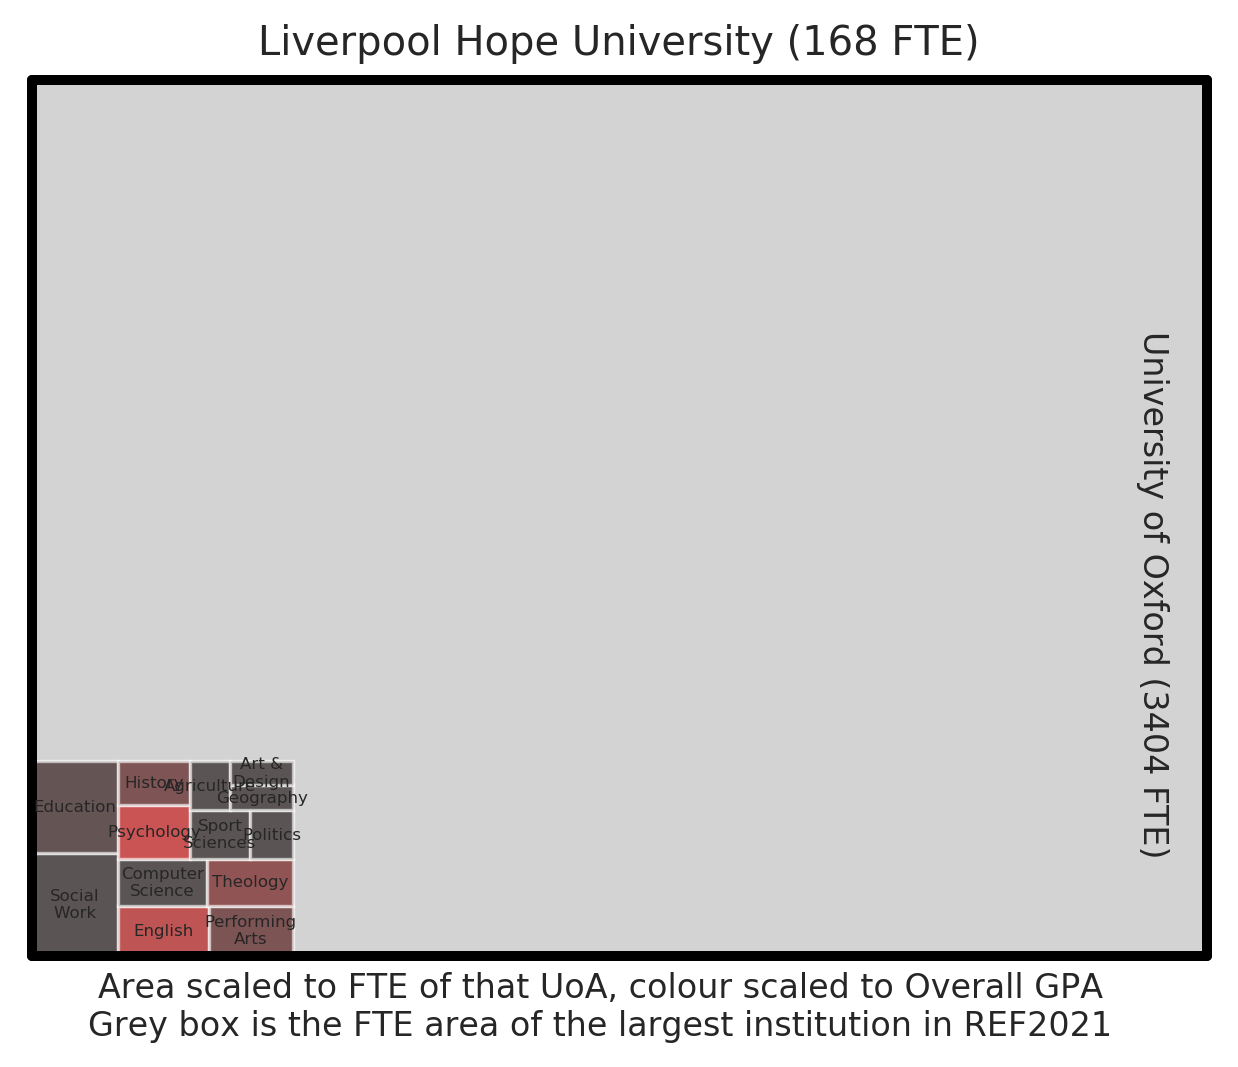 Liverpool Hope University (168 FTE)
University of Oxford (3404 FTE)
Art &
Design
History
Agriculture
Geography
Education
Psychology
Sport
Sciences
Politics
Computer
Science
Theology
Social
Work
English
Performing
Arts
Area scaled to FTE of that UoA, colour scaled to Overall GPA
Grey box is the FTE area of the largest institution in REF2021